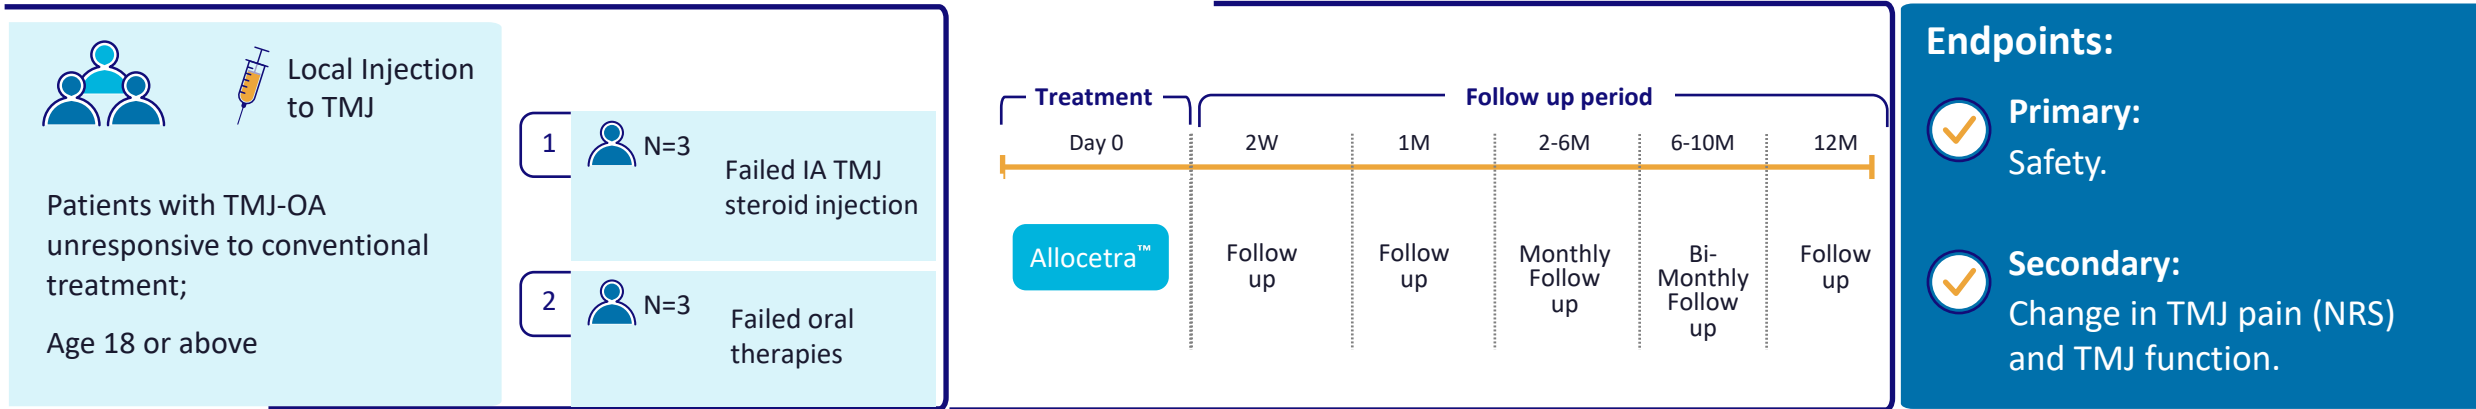 Local Injection
to TMJ
Patients with TMJ-OA
unresponsive to conventional
treatment;
Age 18 or above
1
N=3
Failed IA TMJ
steroid injection
2
N=3
Failed oral
therapies
Treatment
Follow up period
Day 0
2W
1M
2-6M
6-10M
12M
Allocetra™
Follow
up
Follow
up
Monthly
Follow
up
Bi-
Monthly
Follow
up
Follow
up
Endpoints:
Primary:
Safety.
Secondary:
Change in TMJ pain (NRS)
and TMJ function.